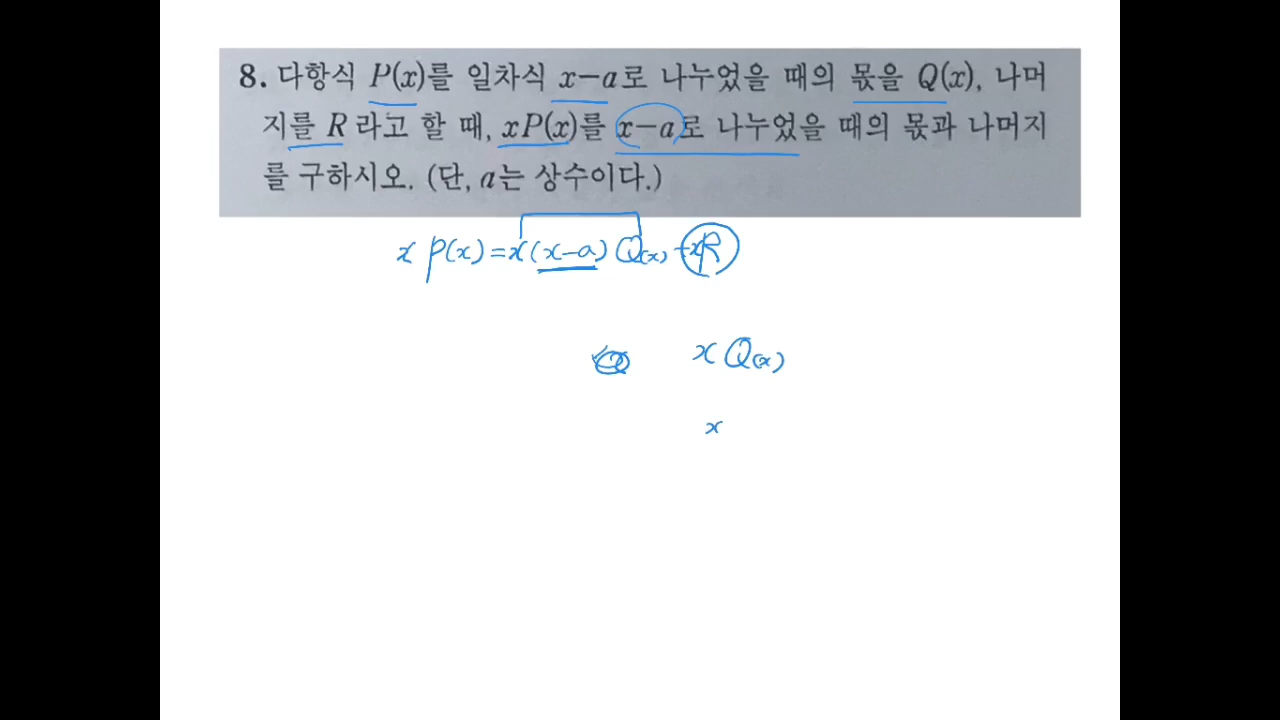 8. 다항식 P(x)를 일차식 x-a로 나누었을 때의 몫을 Q(x), 나머
지를 R라고 할 때, xP(x)를 x-a로 나누었을 때의 몫과 나머지
를 구하시오. (단, a는 상수이다.)
x P(x)=x(x-a) Q(x) +xR
x Q(x)
x